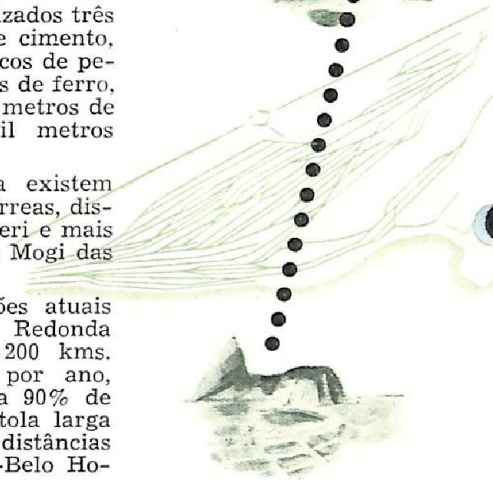 zados três
e cimento,
cos de pe-
s de ferro,
metros de
il metros
a existem
rreas, dis-
eri e mais
Mogi das
ões atuais
Redonda
200 kms.
por ano,
a 90% de
tola larga
distâncias
-Belo Ho-